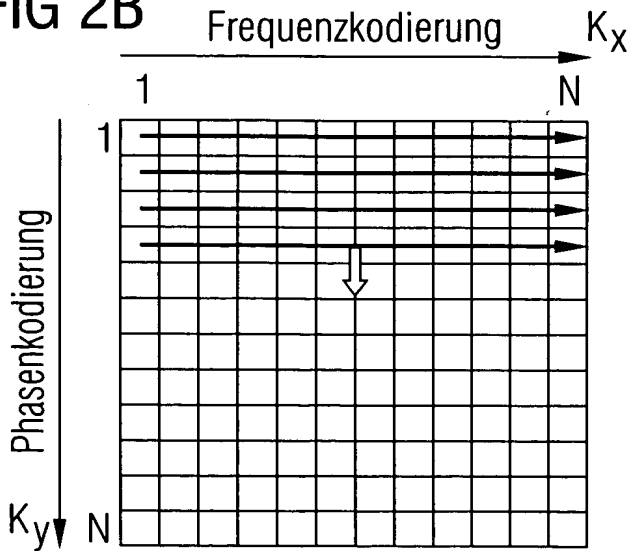 FIG 2B
Frequenzkodierung
Kx
1
N
1
Phasenkodierung
Ky
N